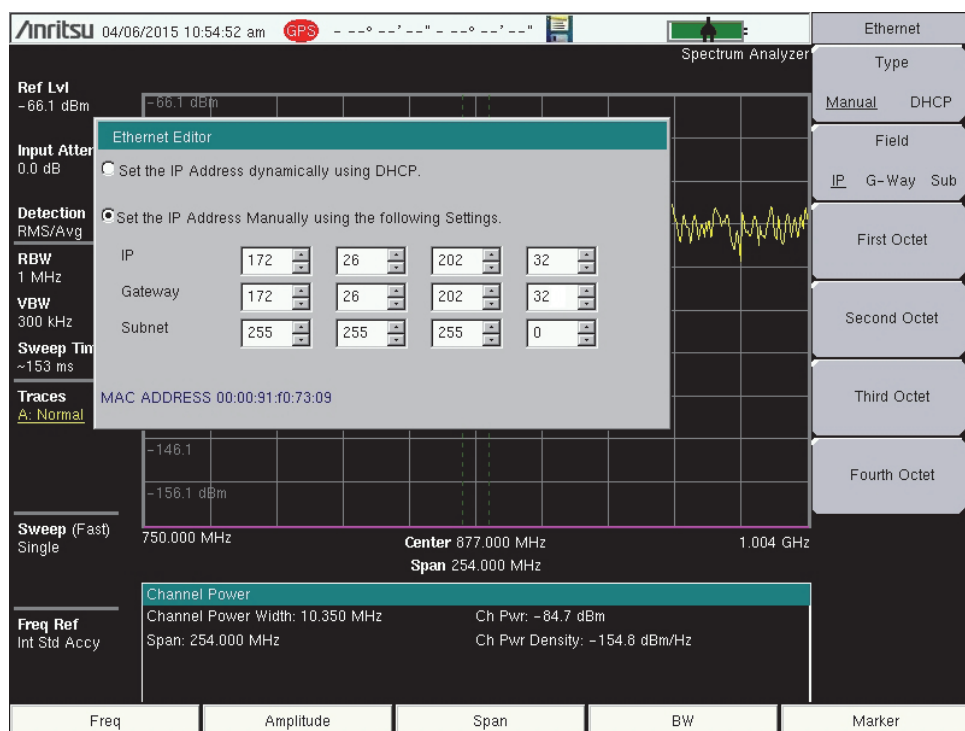 Anritsu 04/06/2015 10:54:52 am GPS - --° --'--" - --° --'--"
Spectrum Analyzer
Ref Lvl
-66.1 dBm
Input Atten
0.0 dB
Detection
RMS/Avg
RBW
1 MHz
VBW
300 kHz
Sweep Tim
~153 ms
Traces
A: Normal
Sweep (Fast)
Single
Freq Ref
Int Std Accy
-66.1 dBm
Ethernet Editor
Set the IP Address dynamically using DHCP.
Set the IP Address Manually using the following Settings.
IP 172 26 202 32
Gateway 172 26 202 32
Subnet 255 255 255 0
MAC ADDRESS 00:00:91:f0:73:09
-146.1
-156.1 dBm
750.000 MHz Center 877.000 MHz 1.004 GHz
Span 254.000 MHz
Channel Power
Channel Power Width: 10.350 MHz Ch Pwr: -84.7 dBm
Span: 254.000 MHz Ch Pwr Density: -154.8 dBm/Hz
Ethernet
Type
Manual DHCP
Field
IP G-Way Sub
First Octet
Second Octet
Third Octet
Fourth Octet
Freq Amplitude Span BW Marker